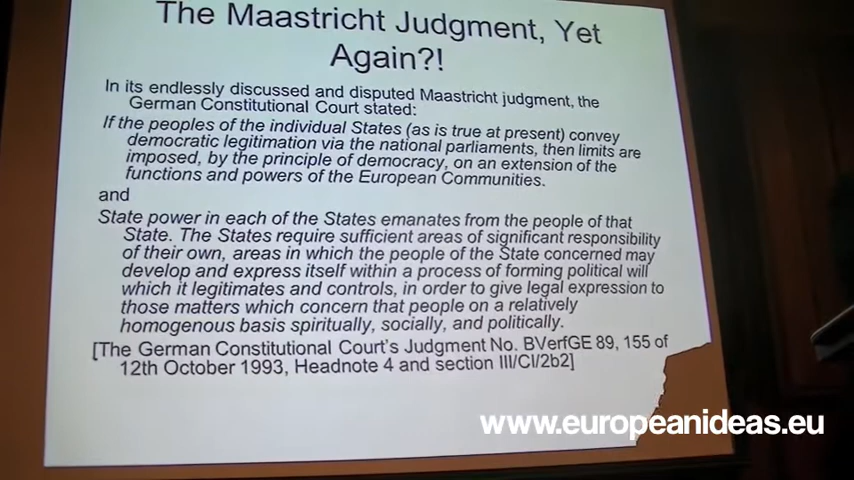 The Maastricht Judgment, Yet
Again?!
In its endlessly discussed and disputed Maastricht judgment, the
German Constitutional Court stated:
If the peoples of the individual States (as is true at present) convey
democratic legitimation via the national parliaments, then limits are
imposed, by the principle of democracy, on an extension of the
functions and powers of the European Communities.
and
State power in each of the States emanates from the people of that
State. The States require sufficient areas of significant responsibility
of their own, areas in which the people of the State concerned may
develop and express itself within a process of forming political will
which it legitimates and controls, in order to give legal expression to
those matters which concern that people on a relatively
homogenous basis spiritually, socially, and politically.
[The German Constitutional Court's Judgment No. BVerfGE 89, 155 of
12th October 1993, Headnote 4 and section III/CI/2b2]
www.europeanideas.eu